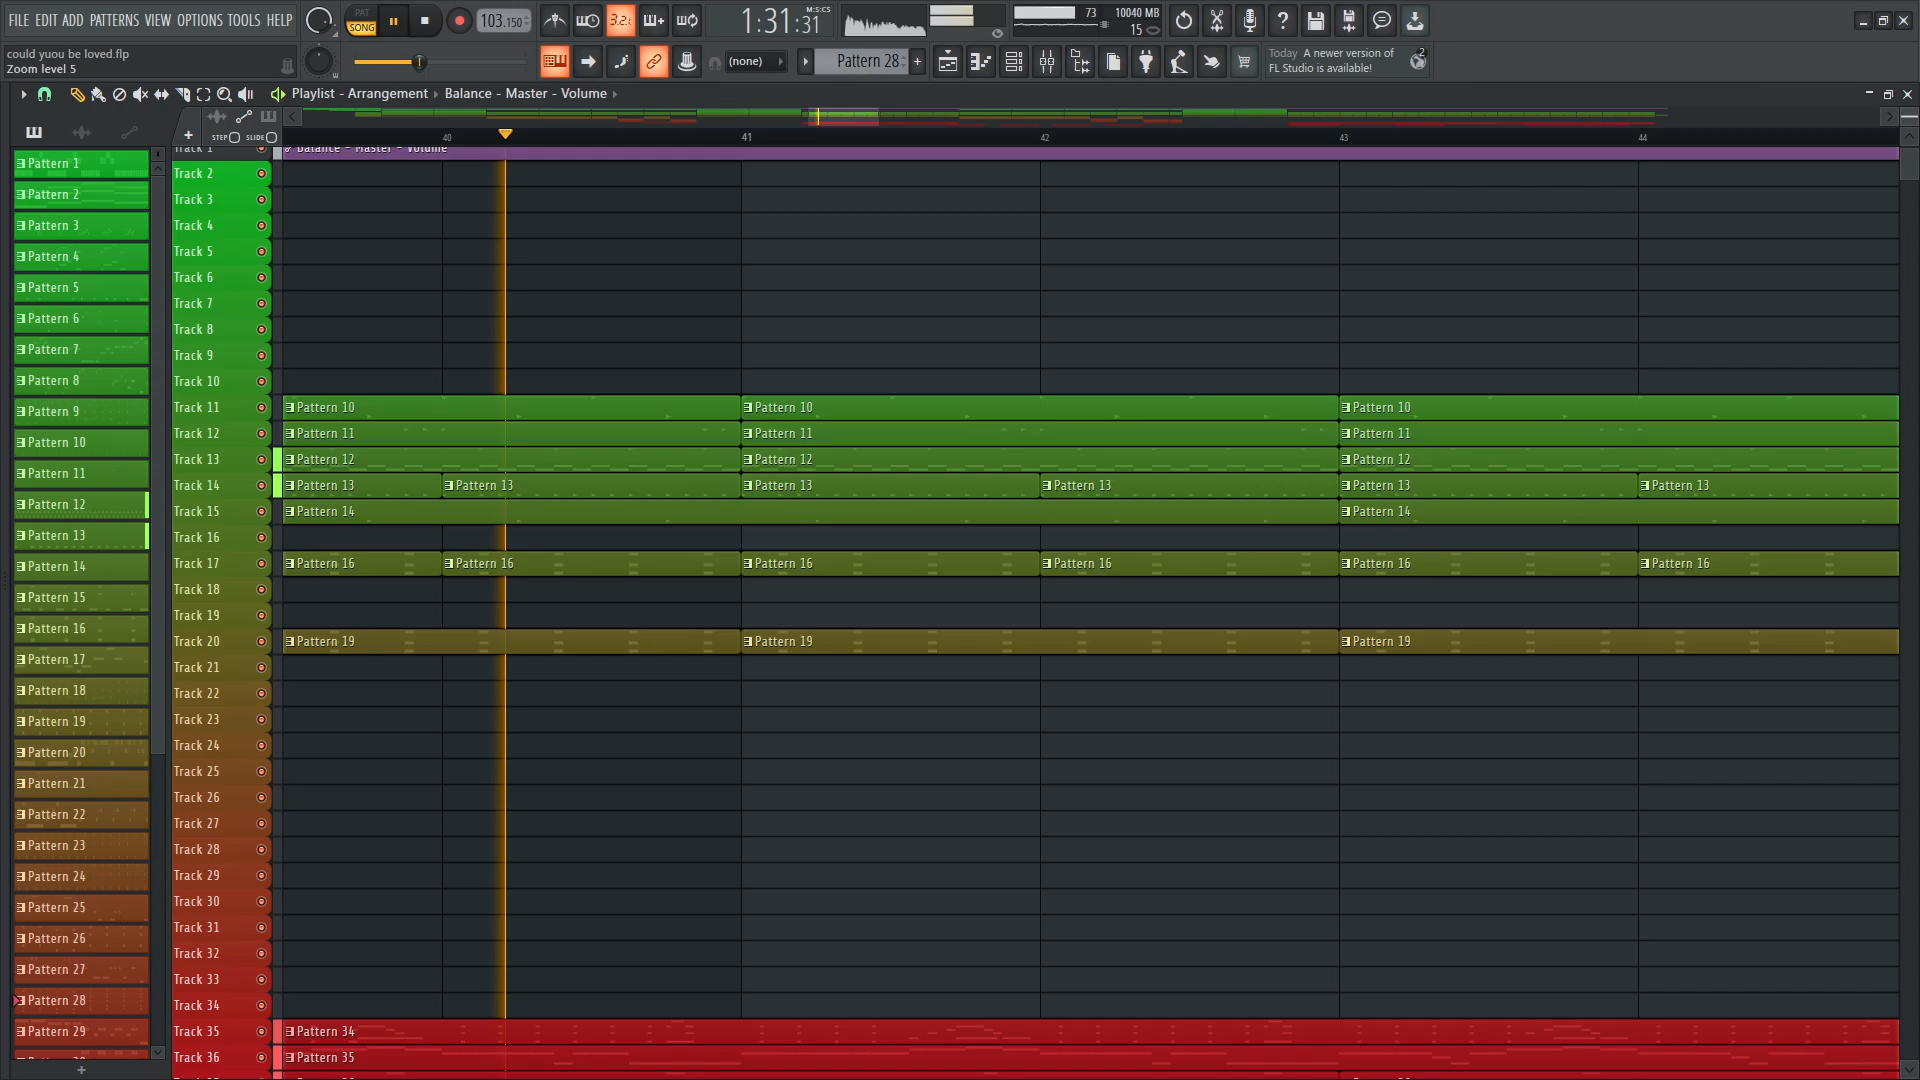 FILE EDIT ADD PATTERNS VIEW OPTIONS TOOLS HELP
PAT
SONG
103.150
3.2.
1:31:31
M:S:CS
73
10040 MB
15
could yuou be loved.flp
Zoom level 5
(none)
Pattern 28
Today A newer version of
FL Studio is available!
2
Playlist - Arrangement
Balance - Master - Volume
STEP
SLIDE
40
41
42
43
44
Pattern 1
Pattern 2
Pattern 3
Pattern 4
Pattern 5
Pattern 6
Pattern 7
Pattern 8
Pattern 9
Pattern 10
Pattern 11
Pattern 12
Pattern 13
Pattern 14
Pattern 15
Pattern 16
Pattern 17
Pattern 18
Pattern 19
Pattern 20
Pattern 21
Pattern 22
Pattern 23
Pattern 24
Pattern 25
Pattern 26
Pattern 27
Pattern 28
Pattern 29
Track 1 Balance - Master - Volume
Track 2
Track 3
Track 4
Track 5
Track 6
Track 7
Track 8
Track 9
Track 10
Track 11 Pattern 10 Pattern 10 Pattern 10
Track 12 Pattern 11 Pattern 11 Pattern 11
Track 13 Pattern 12 Pattern 12 Pattern 12
Track 14 Pattern 13 Pattern 13 Pattern 13 Pattern 13 Pattern 13 Pattern 13
Track 15 Pattern 14 Pattern 14
Track 16
Track 17 Pattern 16 Pattern 16 Pattern 16 Pattern 16 Pattern 16 Pattern 16
Track 18
Track 19
Track 20 Pattern 19 Pattern 19 Pattern 19
Track 21
Track 22
Track 23
Track 24
Track 25
Track 26
Track 27
Track 28
Track 29
Track 30
Track 31
Track 32
Track 33
Track 34
Track 35 Pattern 34
Track 36 Pattern 35